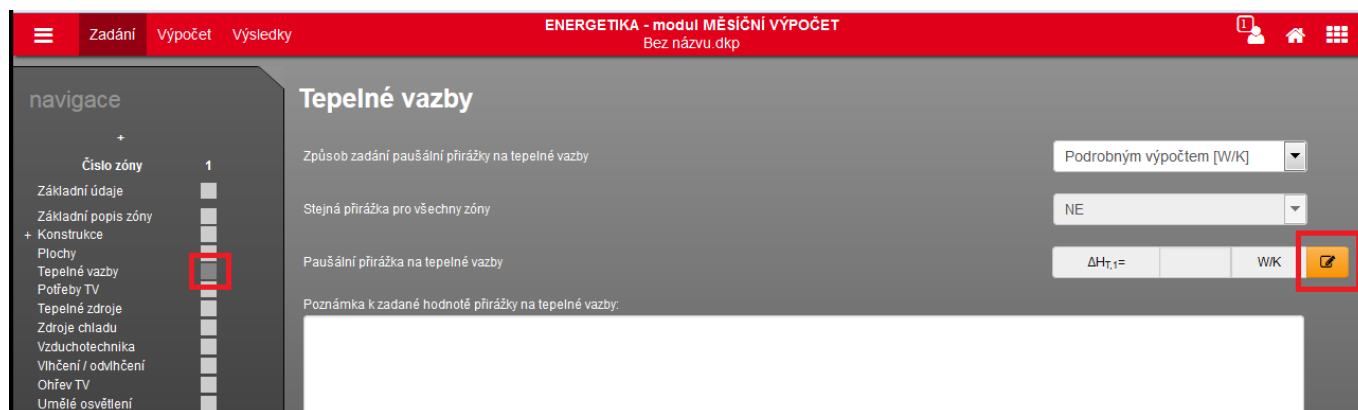 Zadání Výpočet Výsledky
ENERGETIKA - modul MĚSÍČNÍ VÝPOČET
Bez názvu.dkp
1
navigace
+
Číslo zóny 1
Základní údaje
Základní popis zóny
+ Konstrukce
Plochy
Tepelné vazby
Potřeby TV
Tepelné zdroje
Zdroje chladu
Vzduchotechnika
Vlhčení / odvlhčení
Ohřev TV
Umělé osvětlení
Tepelné vazby
Způsob zadání paušální přirážky na tepelné vazby
Podrobným výpočtem [W/K]
Stejná přirážka pro všechny zóny
NE
Paušální přirážka na tepelné vazby
ΔHT,1= W/K
Poznámka k zadané hodnotě přirážky na tepelné vazby: